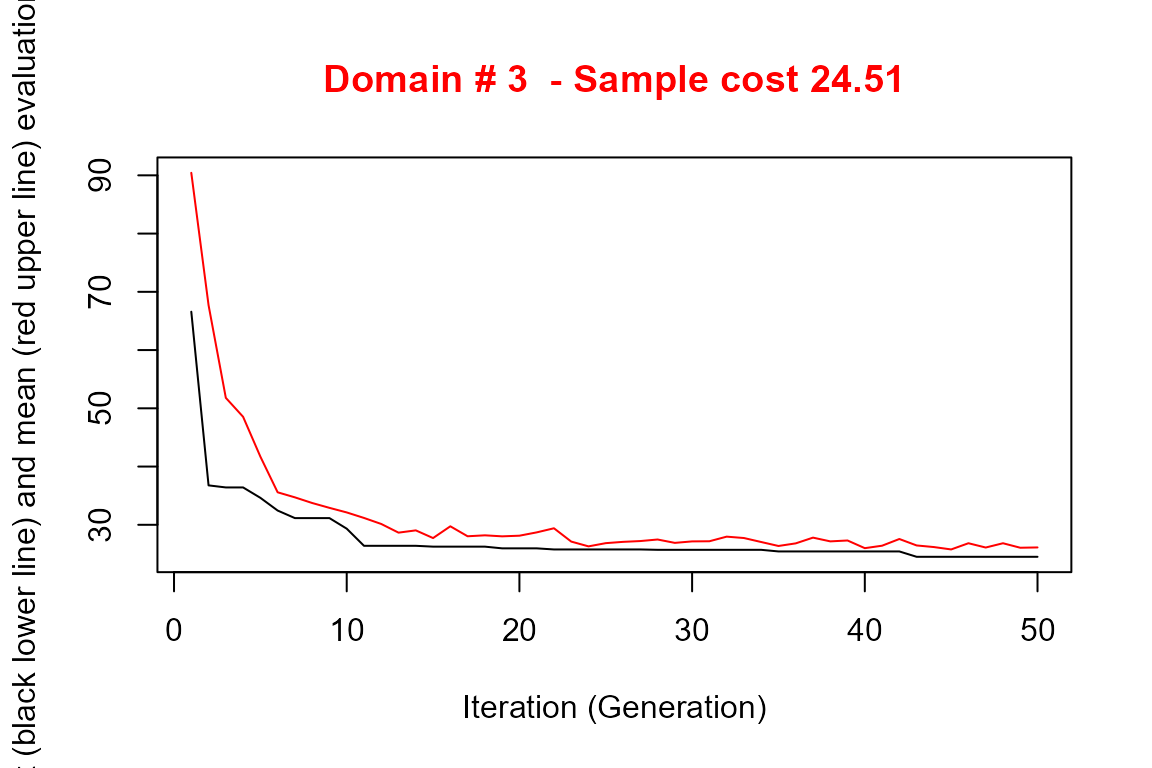 Domain # 3 - Sample cost 24.51
(black lower line) and mean (red upper line) evaluation
90
70
50
30
0 10 20 30 40 50
Iteration (Generation)